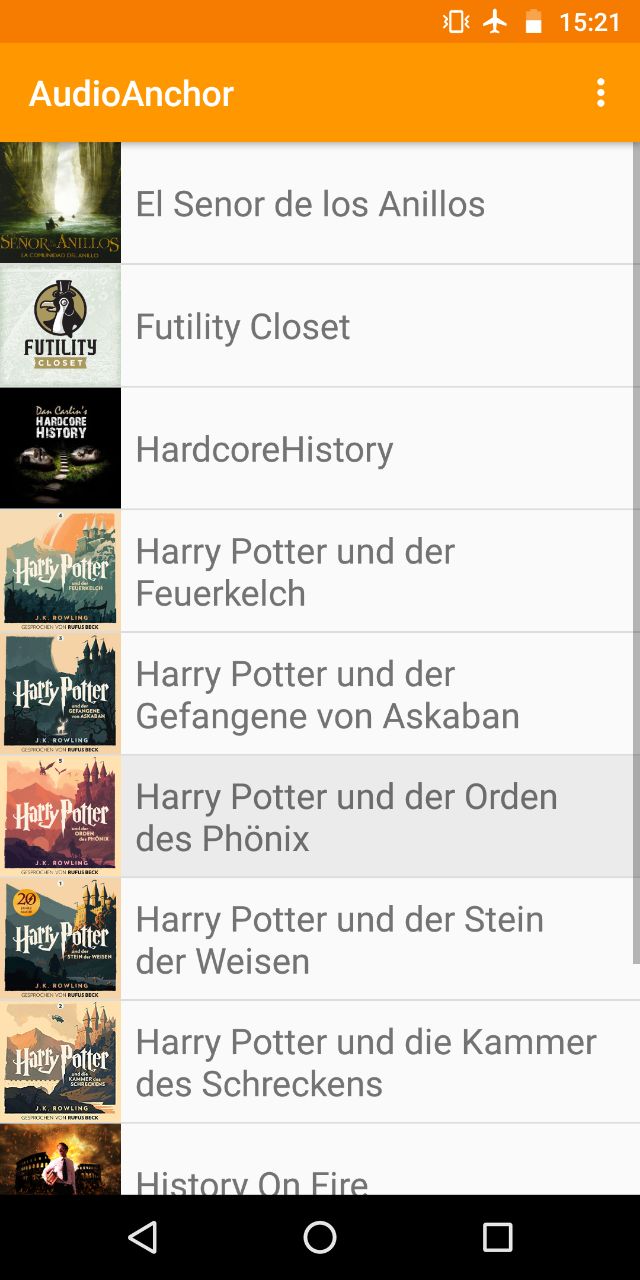 15:21
AudioAnchor
SEÑOR DE LOS ANILLOS
LA COMUNIDAD DEL ANILLO
El Senor de los Anillos
FUTILITY
CLOSET
Futility Closet
Dan Carlin's
HARDCORE
HISTORY
HardcoreHistory
4
Harry Potter
und der
FEUERKELCH
J.K. ROWLING
GESPROCHEN VON RUFUS BECK
Harry Potter und der
Feuerkelch
3
Harry Potter
und der
GEFANGENE
von ASKABAN
J.K. ROWLING
GESPROCHEN VON RUFUS BECK
Harry Potter und der
Gefangene von Askaban
5
Harry Potter
und der
ORDEN
des PHÖNIX
J.K. ROWLING
GESPROCHEN VON RUFUS BECK
Harry Potter und der Orden
des Phönix
1
20
Harry Potter
und der
STEIN der WEISEN
J.K. ROWLING
GESPROCHEN VON RUFUS BECK
Harry Potter und der Stein
der Weisen
2
Harry Potter
und die
KAMMER des
SCHRECKENS
J.K. ROWLING
GESPROCHEN VON RUFUS BECK
Harry Potter und die Kammer
des Schreckens
History On Fire